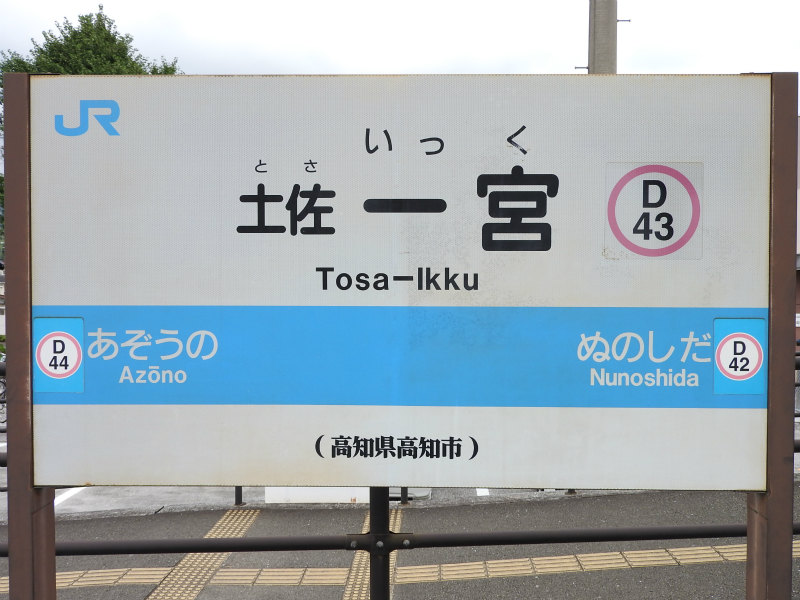 JR
いっく
とさ
土佐一宮
D
43
Tosa–Ikku
D
44
あぞうの
Azōno
ぬのしだ
Nunoshida
D
42
(高知県高知市)